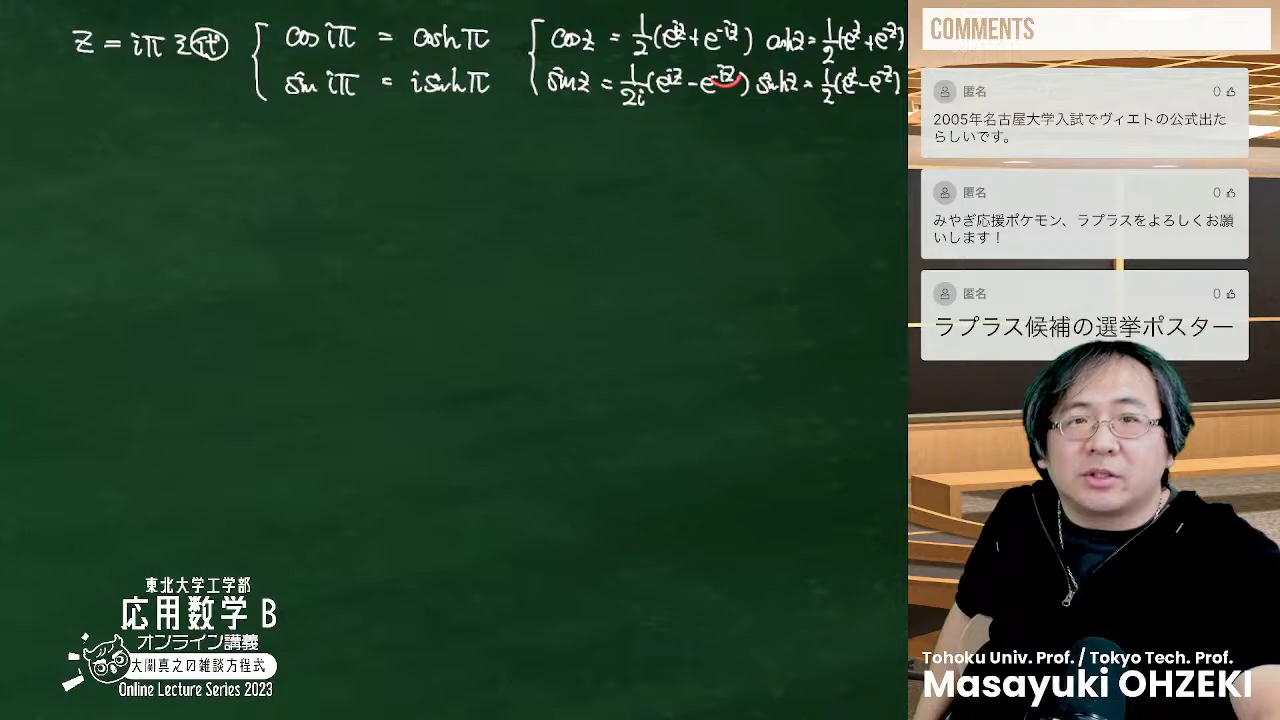 z = iπ
cos iπ = cosh π
sin iπ = i sinh π
cos z = 1/2 (e^{iz} + e^{-iz}) cosh z = 1/2 (e^z + e^{-z})
sin z = 1/2i (e^{iz} - e^{-iz}) sinh z = 1/2 (e^z - e^{-z})
COMMENTS
匿名 0
2005年名古屋大学入試でヴィエトの公式出た
らしいです。
匿名 0
みやぎ応援ポケモン、ラプラスをよろしくお願
いします！
匿名 0
ラプラス候補の選挙ポスター
東北大学工学部
応用数学 B
オンライン講義
大関真之の雑談方程式
Online Lecture Series 2023
Tohoku Univ. Prof. / Tokyo Tech. Prof.
Masayuki OHZEKI